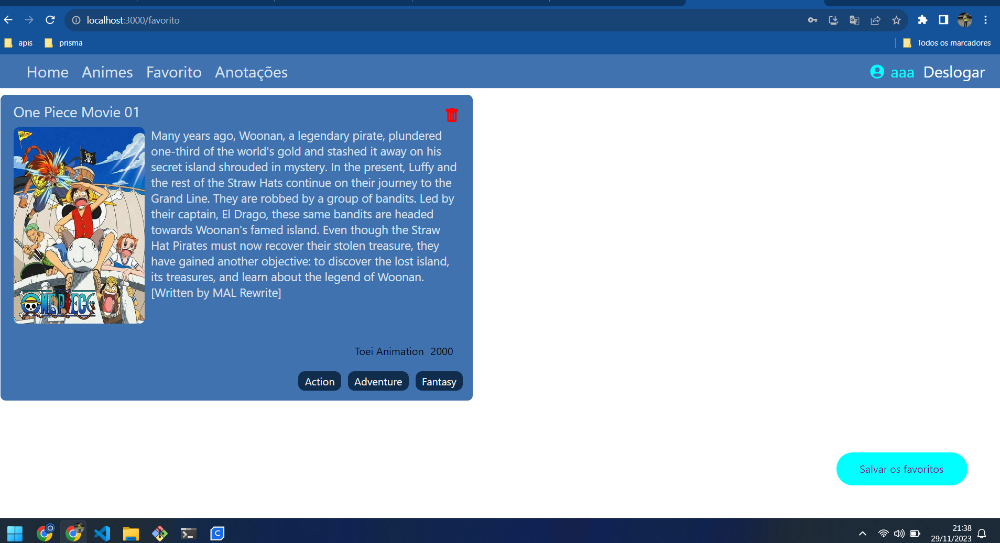 localhost:3000/favorito
apis
prisma
Todos os marcadores
Home
Animes
Favorito
Anotações
aaa
Deslogar
One Piece Movie 01
Many years ago, Woonan, a legendary pirate, plundered
one-third of the world's gold and stashed it away on his
secret island shrouded in mystery. In the present, Luffy and
the rest of the Straw Hats continue on their journey to the
Grand Line. They are robbed by a group of bandits. Led by
their captain, El Drago, these same bandits are headed
towards Woonan's famed island. Even though the Straw
Hat Pirates must now recover their stolen treasure, they
have gained another objective: to discover the lost island,
its treasures, and learn about the legend of Woonan.
[Written by MAL Rewrite]
ONE PIECE
Toei Animation 2000
Action
Adventure
Fantasy
Salvar os favoritos
21:38
29/11/2023